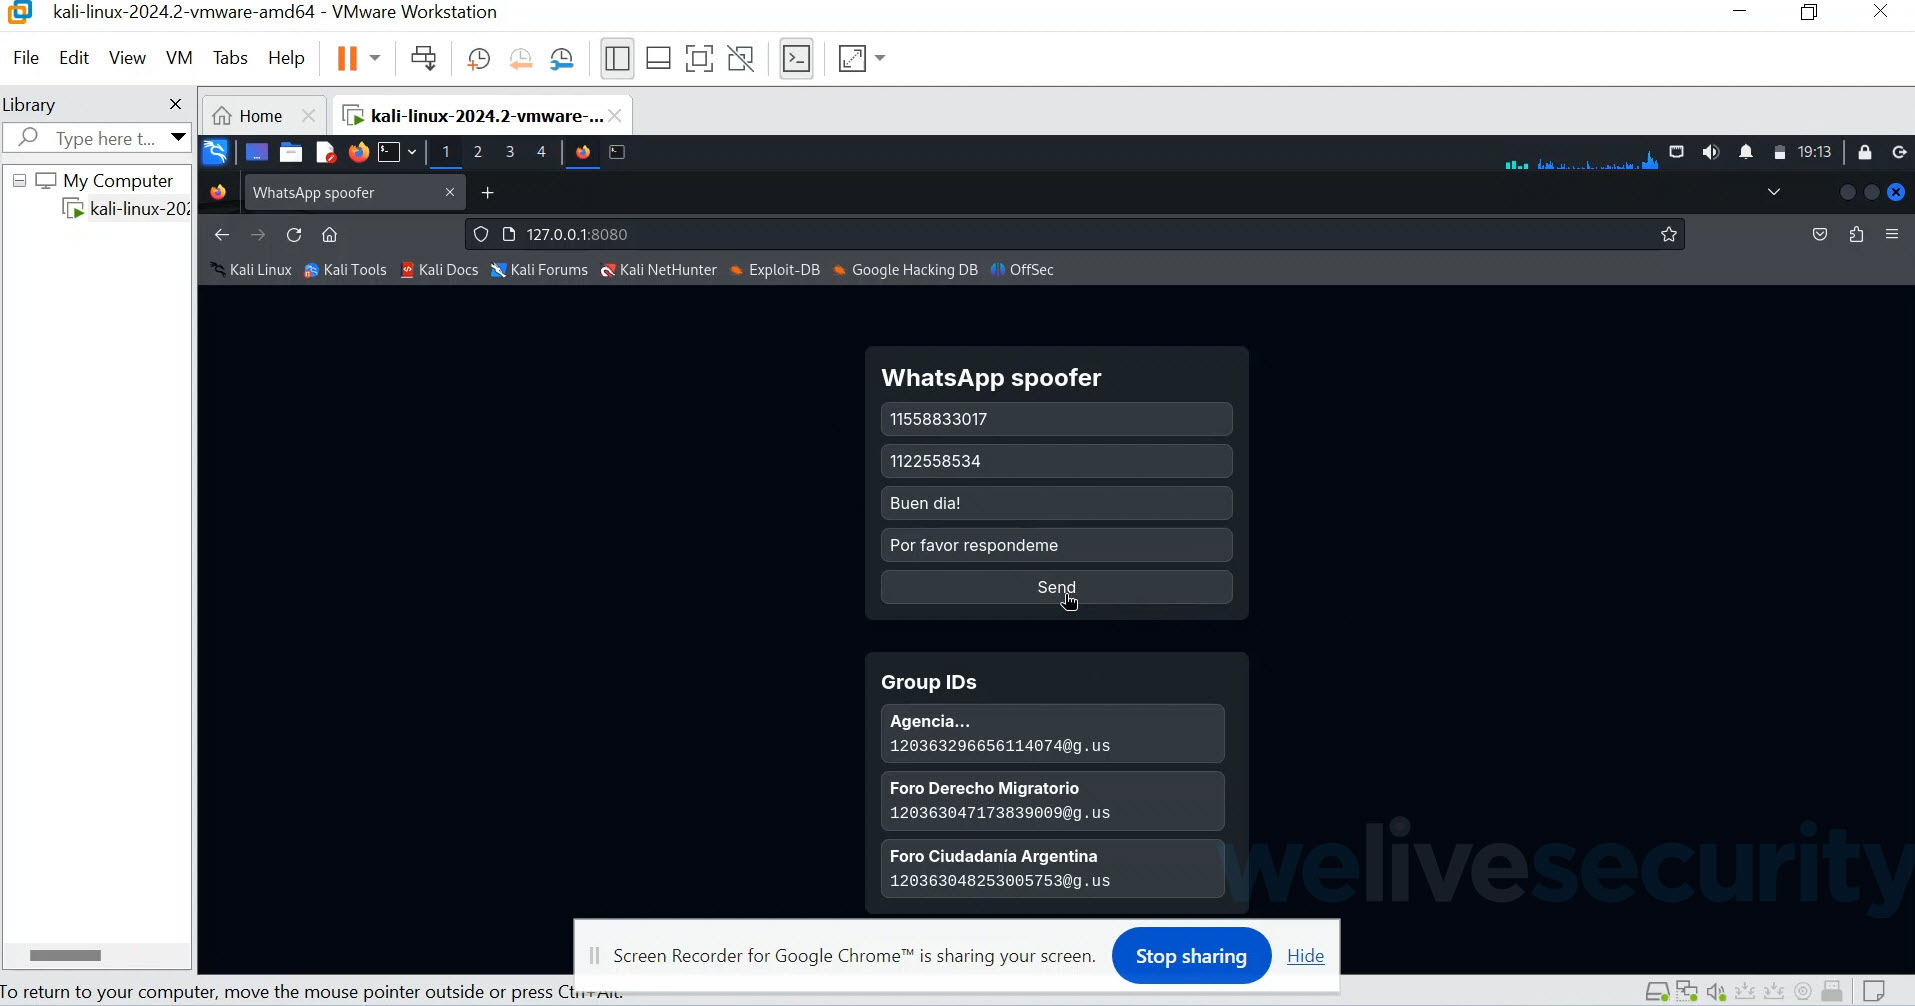 kali-linux-2024.2-vmware-amd64 - VMware Workstation
File Edit View VM Tabs Help
Library
Type here t...
My Computer
kali-linux-202
Home
kali-linux-2024.2-vmware-...
1 2 3 4
19:13
WhatsApp spoofer
127.0.0.1:8080
Kali Linux Kali Tools Kali Docs Kali Forums Kali NetHunter Exploit-DB Google Hacking DB OffSec
WhatsApp spoofer
11558833017
1122558534
Buen dia!
Por favor respondeme
Send
Group IDs
Agencia...
120363296656114074@g.us
Foro Derecho Migratorio
120363047173839009@g.us
Foro Ciudadanía Argentina
120363048253005753@g.us
welivesecurity
Screen Recorder for Google Chrome™ is sharing your screen.
Stop sharing
Hide
To return to your computer, move the mouse pointer outside or press Ctrl+Alt.